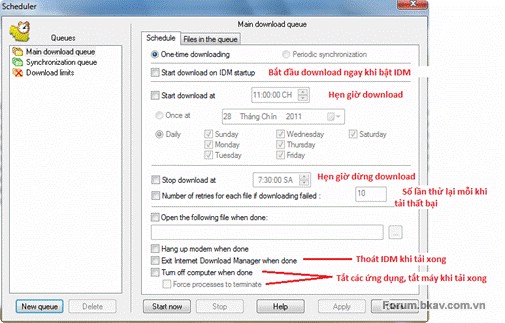 Scheduler
Main download queue
Queues
Main download queue
Synchronization queue
Download limits
Schedule
Files in the queue
One-time downloading
Periodic synchronization
Start download on IDM startup
Bắt đầu download ngay khi bật IDM
Start download at
11:00:00 CH
Hẹn giờ download
Once at
28 Tháng Chín 2011
Daily
Sunday
Wednesday
Saturday
Monday
Thursday
Tuesday
Friday
Stop download at
7:30:00 SA
Hẹn giờ dừng download
Number of retries for each file if downloading failed :
10
Số lần thử lại mỗi khi
tải thất bại
Open the following file when done:
...
Hang up modem when done
Exit Internet Download Manager when done
Thoát IDM khi tải xong
Turn off computer when done
Force processes to terminate
Tắt các ứng dụng, tắt máy khi tải xong
New queue
Delete
Start now
Stop
Help
Apply
Forum.bkav.com.vn